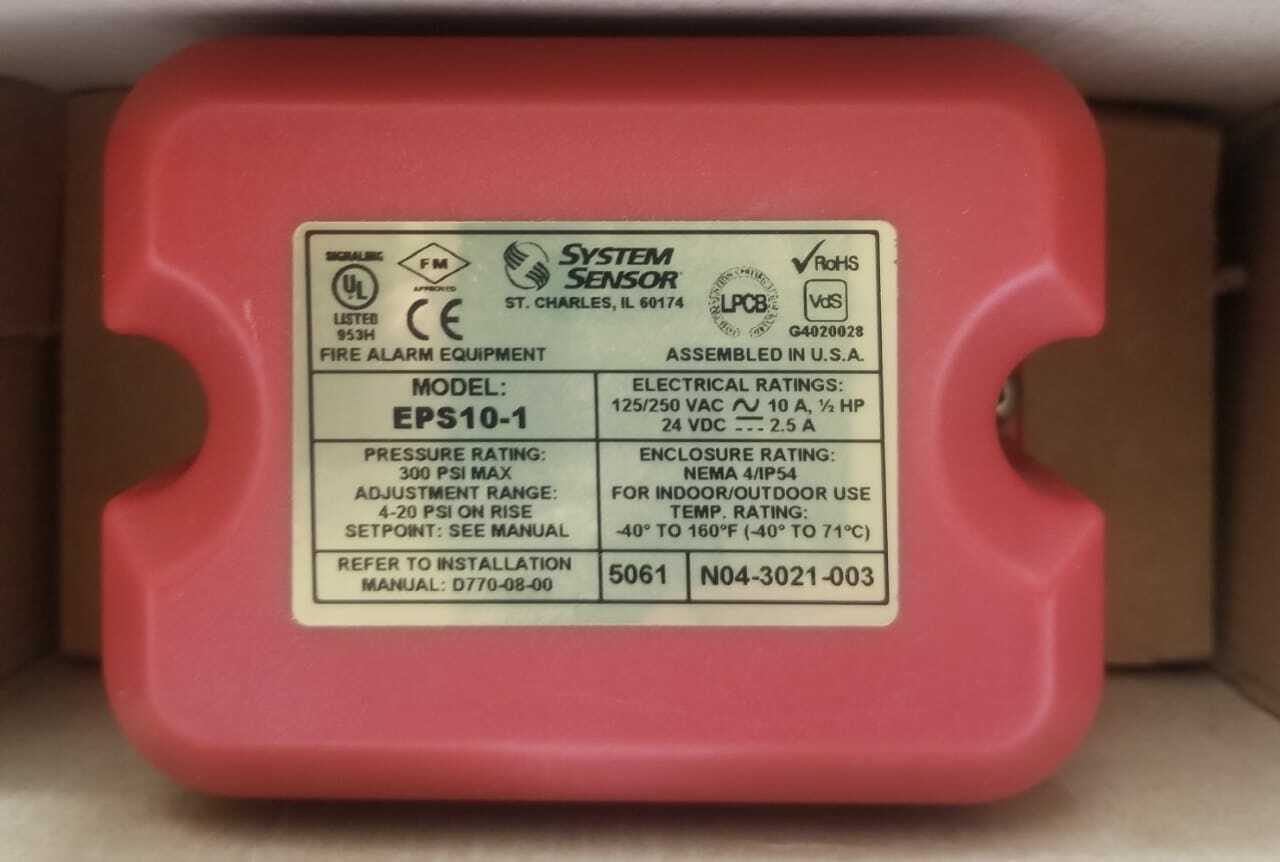 SIGNALING
UL
LISTED
953H
FM
APPROVED
CE
SYSTEM
SENSOR
ST. CHARLES, IL 60174
LPCB
RoHS
VdS
G4020028
FIRE ALARM EQUIPMENT
ASSEMBLED IN U.S.A.
MODEL:
EPS10-1
ELECTRICAL RATINGS:
125/250 VAC 10 A, ½ HP
24 VDC 2.5 A
PRESSURE RATING:
300 PSI MAX
ADJUSTMENT RANGE:
4-20 PSI ON RISE
SETPOINT: SEE MANUAL
ENCLOSURE RATING:
NEMA 4/IP54
FOR INDOOR/OUTDOOR USE
TEMP. RATING:
-40° TO 160°F (-40° TO 71°C)
REFER TO INSTALLATION
MANUAL: D770-08-00
5061
N04-3021-003